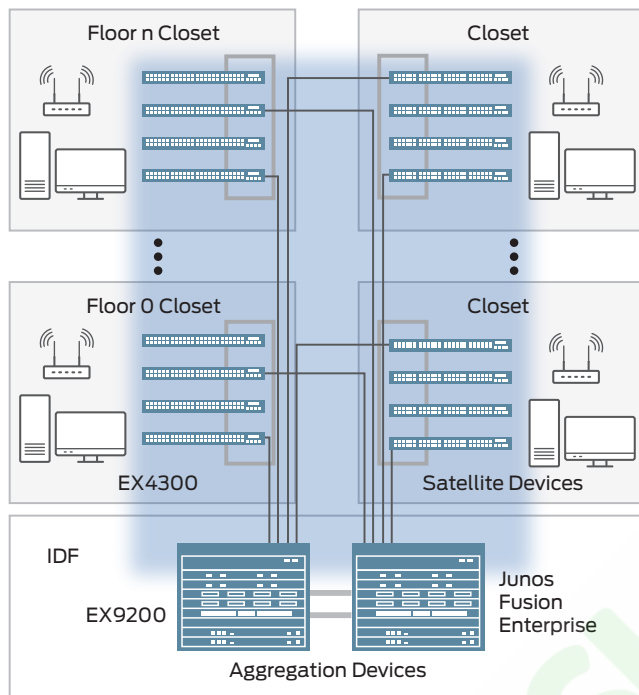 Floor n Closet
Closet
Floor 0 Closet
Closet
EX4300
Satellite Devices
IDF
EX9200
Junos
Fusion
Enterprise
Aggregation Devices